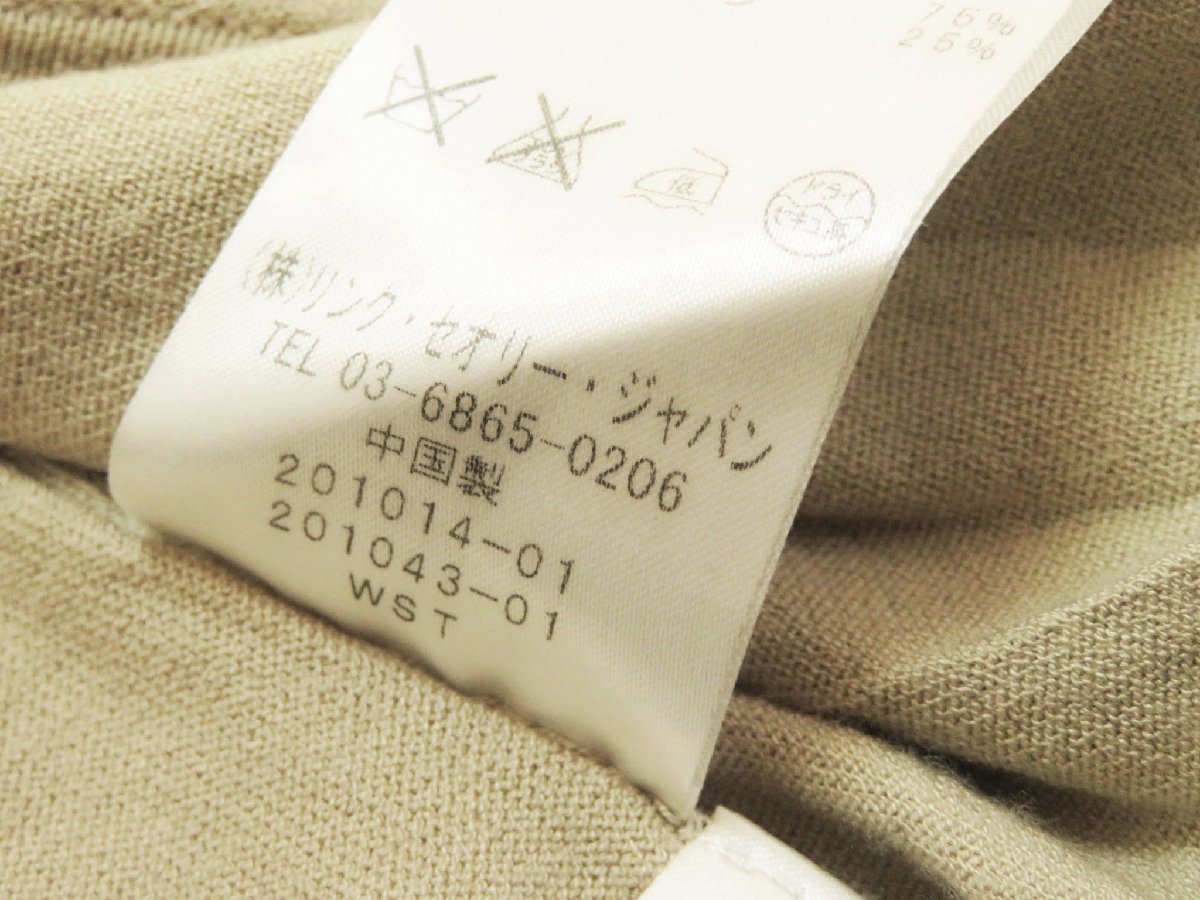 75%
25%
低
ドライ
(株)リンク・セオリー・ジャパン
TEL 03-6865-0206
中国製
201014-01
201043-01
WST